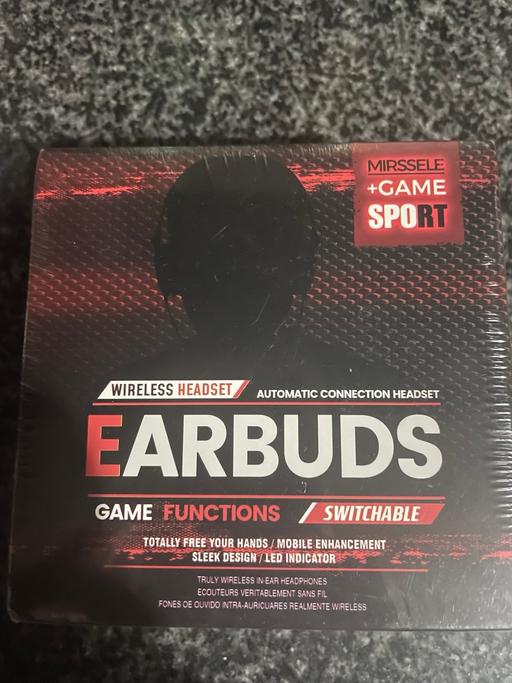 MIRSSELE
+GAME
SPORT
WIRELESS HEADSET
AUTOMATIC CONNECTION HEADSET
EARBUDS
GAME FUNCTIONS
SWITCHABLE
TOTALLY FREE YOUR HANDS / MOBILE ENHANCEMENT
SLEEK DESIGN / LED INDICATOR
TRULY WIRELESS IN-EAR HEADPHONES
ECOUTEURS VERITABLEMENT SANS FIL
FONES DE OUVIDO INTRA-AURICUARES REALMENTE WIRELESS